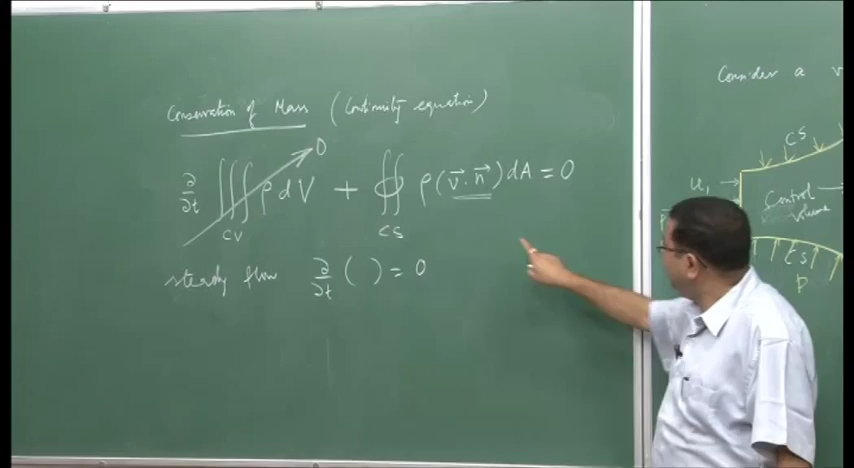 Conservation of Mass (Continuity equation)
∂/∂t ∭ ρ dV + ∯ ρ (v⃗ . n⃗) dA = 0
0
CV CS
steady flow ∂/∂t ( ) = 0
Consider a v
CS
u₁
Control
Volume
CS
P